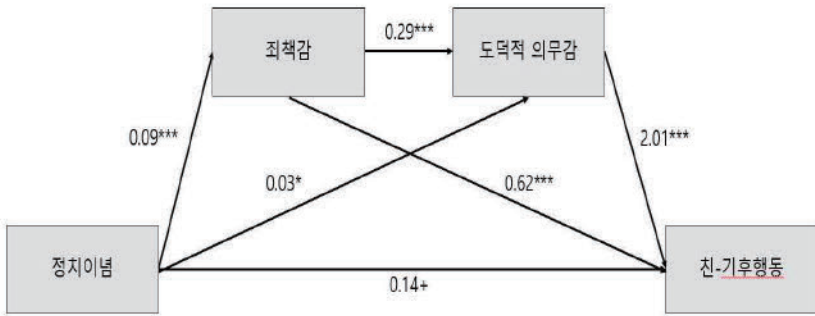 죄책감
0.29***
도덕적 의무감
0.09***
0.03*
0.62***
2.01***
정치이념
0.14+
친-기후행동